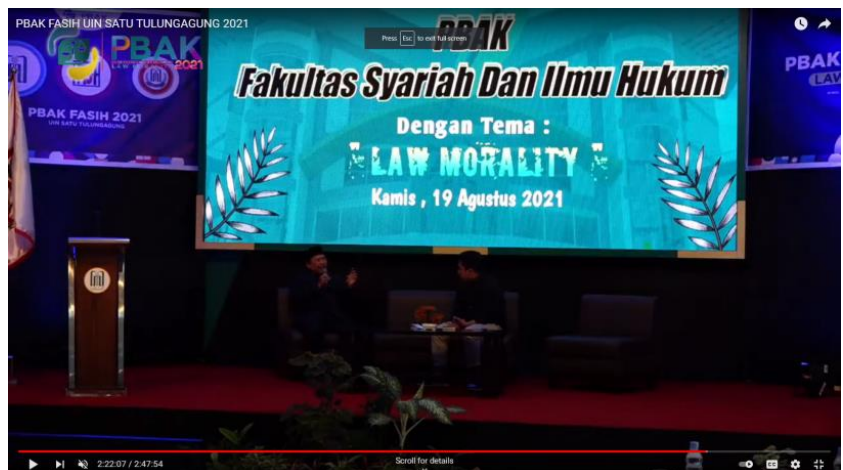 PBAK FASIH UIN SATU TULUNGAGUNG 2021
Press Esc to exit full screen
PBAK
2021
PBAK FASIH 2021
UIN SATU TULUNGAGUNG
PBAK
Fakultas Syariah Dan Ilmu Hukum
Dengan Tema :
" LAW MORALITY "
Kamis , 19 Agustus 2021
PBAK
LAW
2:22:07 / 2:47:54
Scroll for details
CC